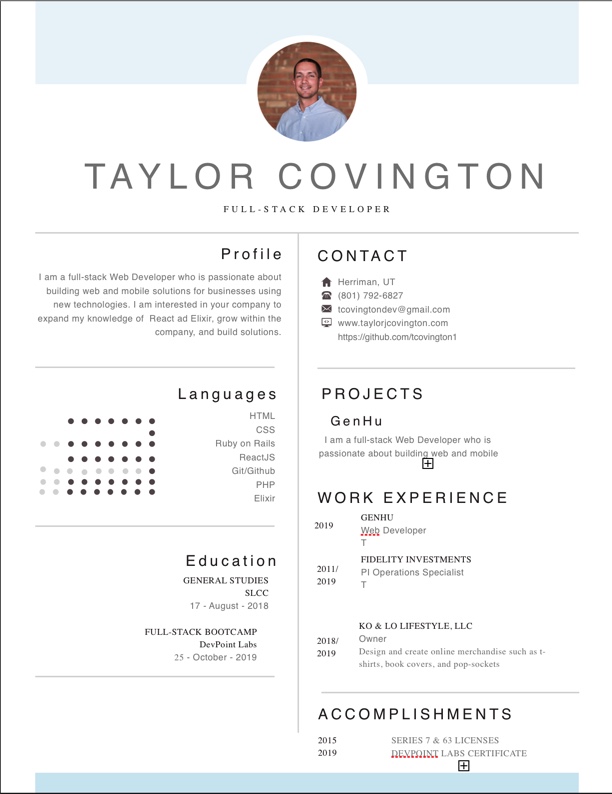 TAYLOR COVINGTON
FULL-STACK DEVELOPER
Profile
I am a full-stack Web Developer who is passionate about
building web and mobile solutions for businesses using
new technologies. I am interested in your company to
expand my knowledge of React ad Elixir, grow within the
company, and build solutions.
Languages
HTML
CSS
Ruby on Rails
ReactJS
Git/Github
PHP
Elixir
Education
GENERAL STUDIES
SLCC
17 - August - 2018
FULL-STACK BOOTCAMP
DevPoint Labs
25 - October - 2019
CONTACT
Herriman, UT
(801) 792-6827
tcovingtondev@gmail.com
www.taylorjcovington.com
https://github.com/tcovington1
PROJECTS
GenHu
I am a full-stack Web Developer who is
passionate about building web and mobile
WORK EXPERIENCE
2019
GENHU
Web Developer
T
2011/
2019
FIDELITY INVESTMENTS
PI Operations Specialist
T
2018/
2019
KO & LO LIFESTYLE, LLC
Owner
Design and create online merchandise such as t-
shirts, book covers, and pop-sockets
ACCOMPLISHMENTS
2015 SERIES 7 & 63 LICENSES
2019 DEVPOINT LABS CERTIFICATE